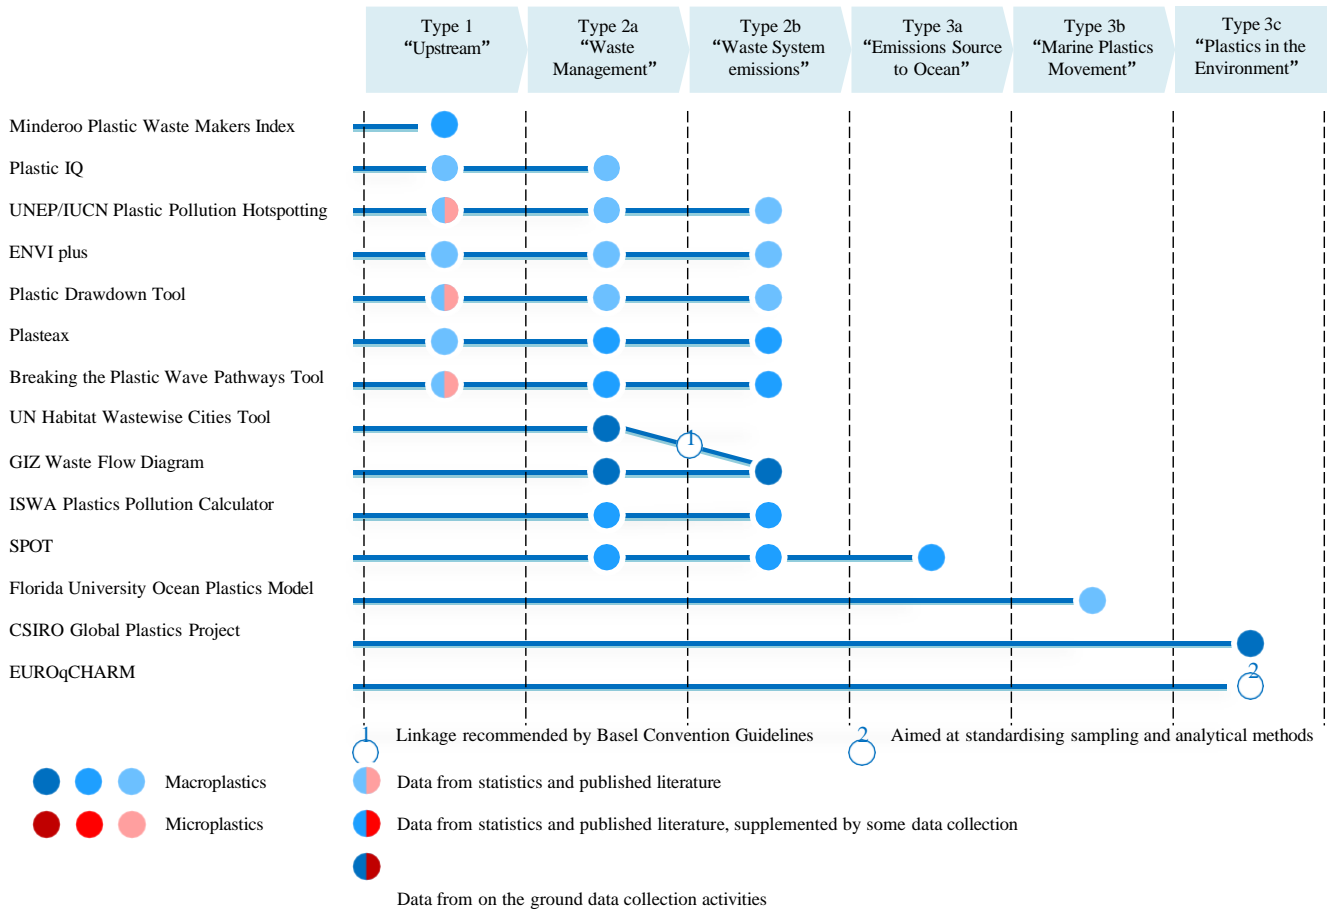 Type 1
“Upstream”
Type 2a
“Waste
Management”
Type 2b
“Waste System
emissions”
Type 3a
“Emissions Source
to Ocean”
Type 3b
“Marine Plastics
Movement”
Type 3c
“Plastics in the
Environment”
Minderoo Plastic Waste Makers Index
Plastic IQ
UNEP/IUCN Plastic Pollution Hotspotting
ENVI plus
Plastic Drawdown Tool
Plasteax
Breaking the Plastic Wave Pathways Tool
UN Habitat Wastewise Cities Tool
1
GIZ Waste Flow Diagram
ISWA Plastics Pollution Calculator
SPOT
Florida University Ocean Plastics Model
CSIRO Global Plastics Project
EUROqCHARM
2
1 Linkage recommended by Basel Convention Guidelines
2 Aimed at standardising sampling and analytical methods
Macroplastics
Microplastics
Data from statistics and published literature
Data from statistics and published literature, supplemented by some data collection
Data from on the ground data collection activities